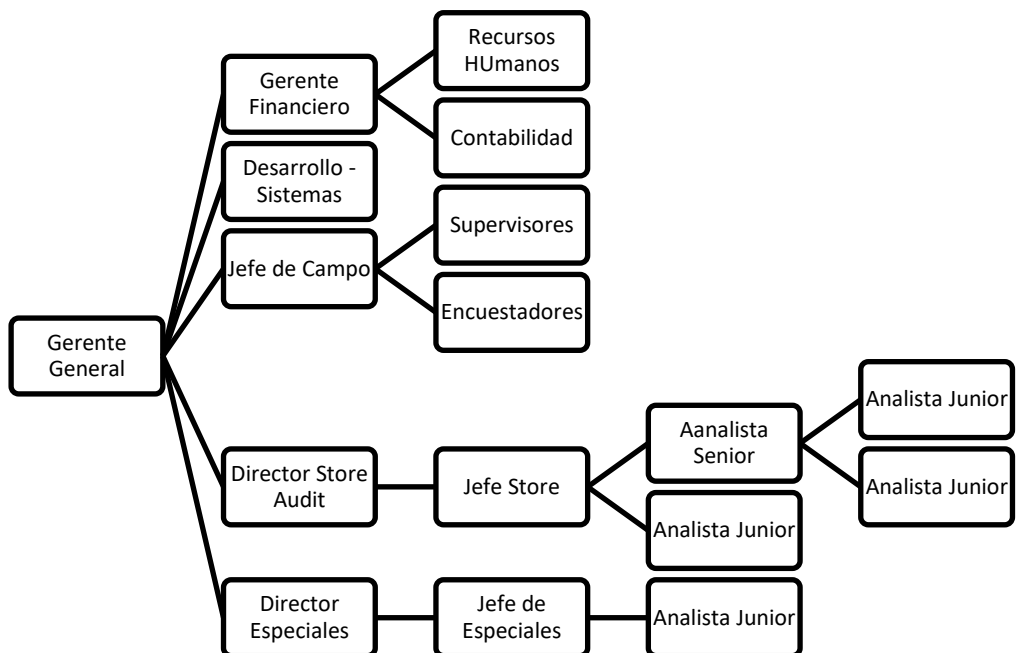 Gerente
General
Gerente
Financiero
Recursos
HUmanos
Contabilidad
Desarrollo -
Sistemas
Jefe de Campo
Supervisores
Encuestadores
Director Store
Audit
Jefe Store
Aanalista
Senior
Analista Junior
Analista Junior
Analista Junior
Director
Especiales
Jefe de
Especiales
Analista Junior